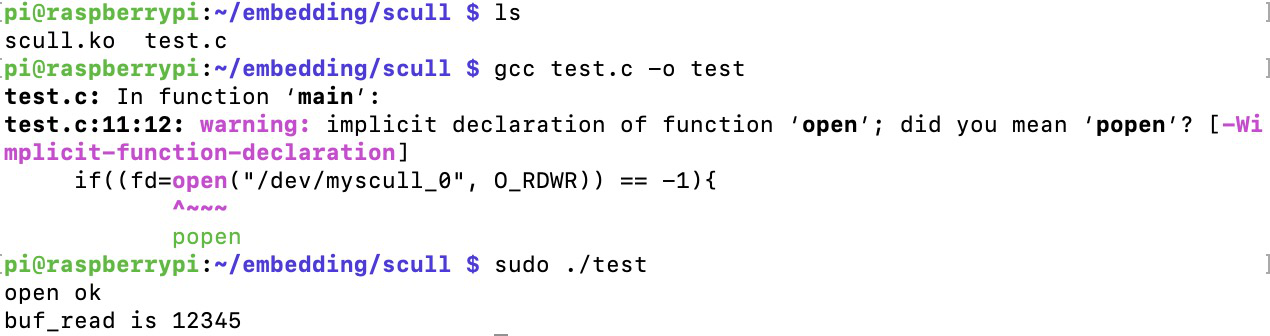 [pi@raspberrypi:~/embedding/scull $ ls ]
scull.ko  test.c
[pi@raspberrypi:~/embedding/scull $ gcc test.c -o test ]
test.c: In function ‘main’:
test.c:11:12: warning: implicit declaration of function ‘open’; did you mean ‘popen’? [-Wi
mplicit-function-declaration]
     if((fd=open("/dev/myscull_0", O_RDWR)) == -1){
            ^~~~
            popen
[pi@raspberrypi:~/embedding/scull $ sudo ./test ]
open ok
buf_read is 12345